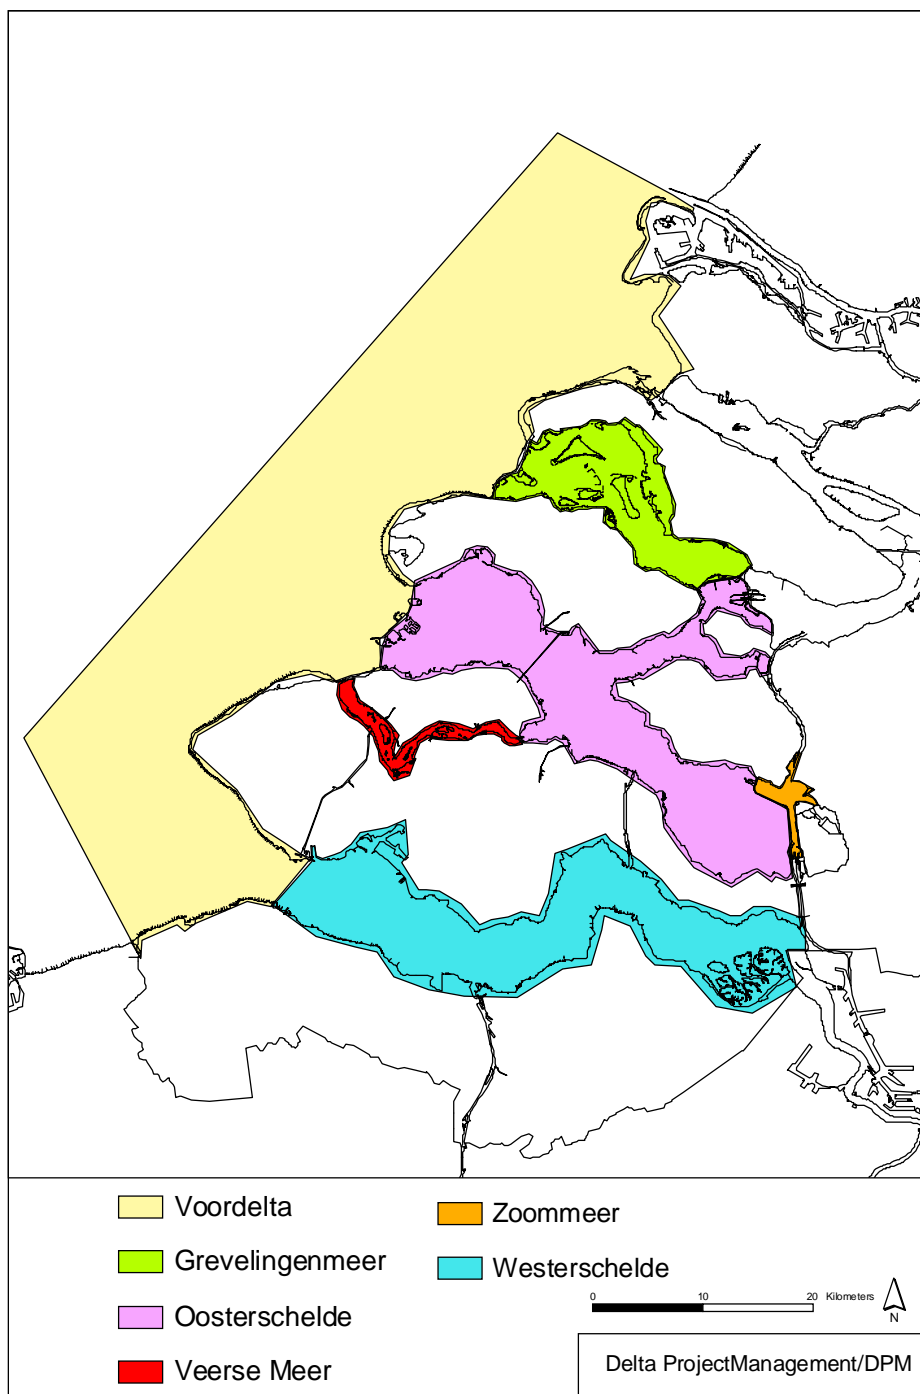 Voordelta
Grevelingenmeer
Oosterschelde
Veerse Meer
Zoommeer
Westerschelde
0 10 20 Kilometers
N
Delta ProjectManagement/DPM